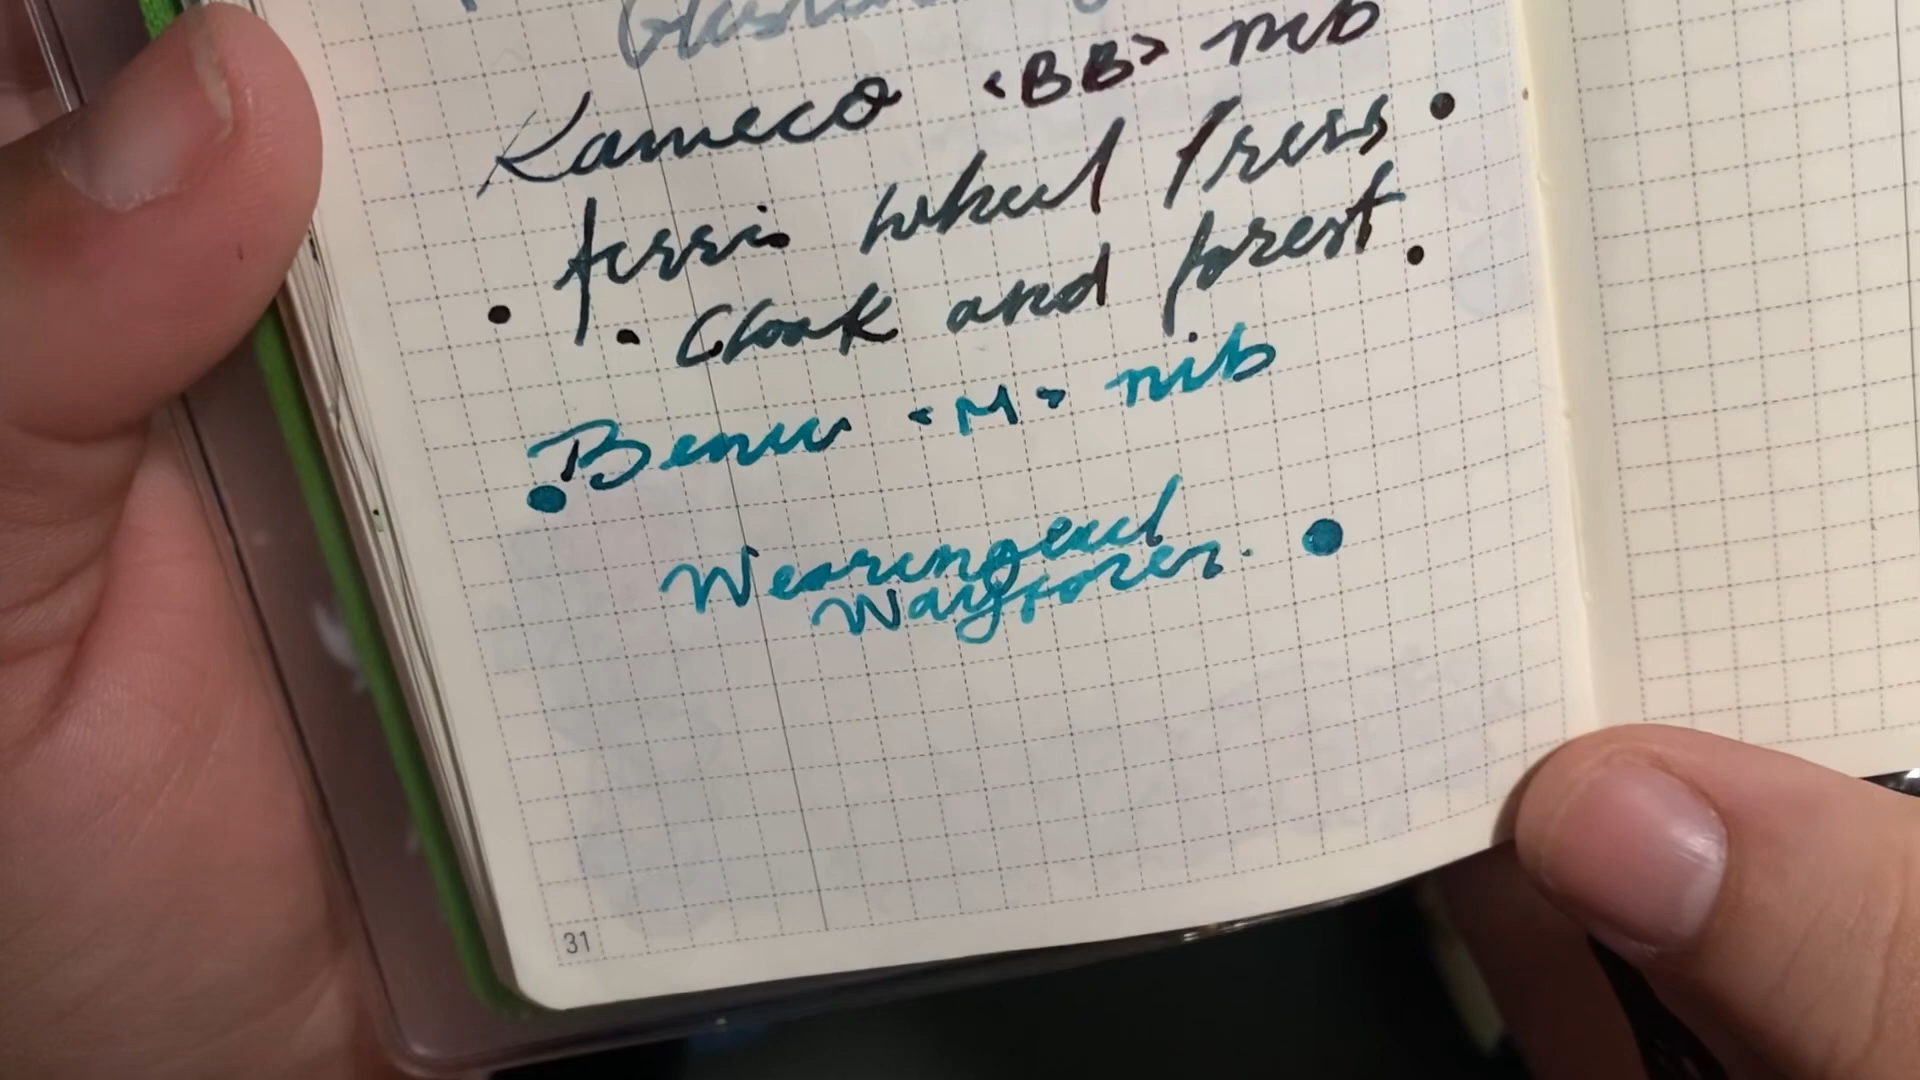 Kameco <BB> nib
ferris wheel Press
Cloak and forest.
Benu <M> nib
Wearingeul
Wayfarer.
31